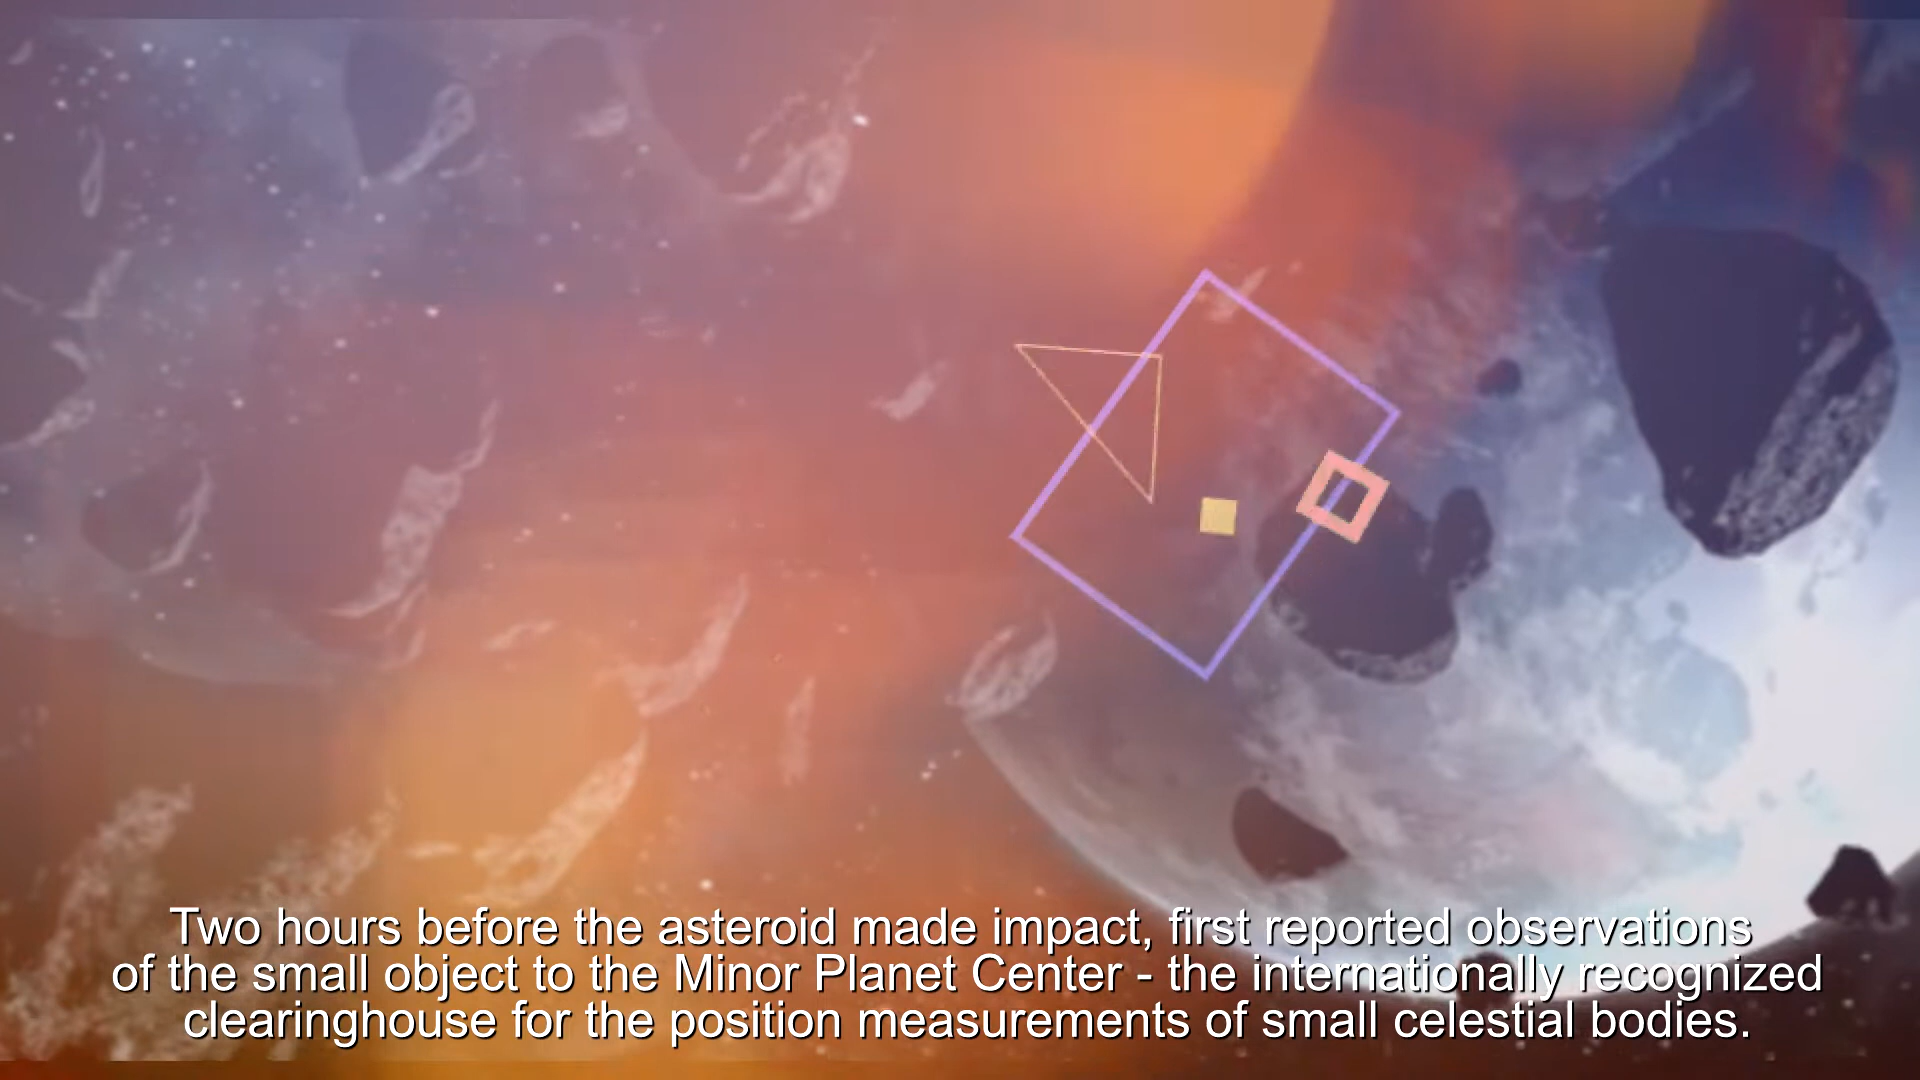 Two hours before the asteroid made impact, first reported observations
of the small object to the Minor Planet Center - the internationally recognized
clearinghouse for the position measurements of small celestial bodies.